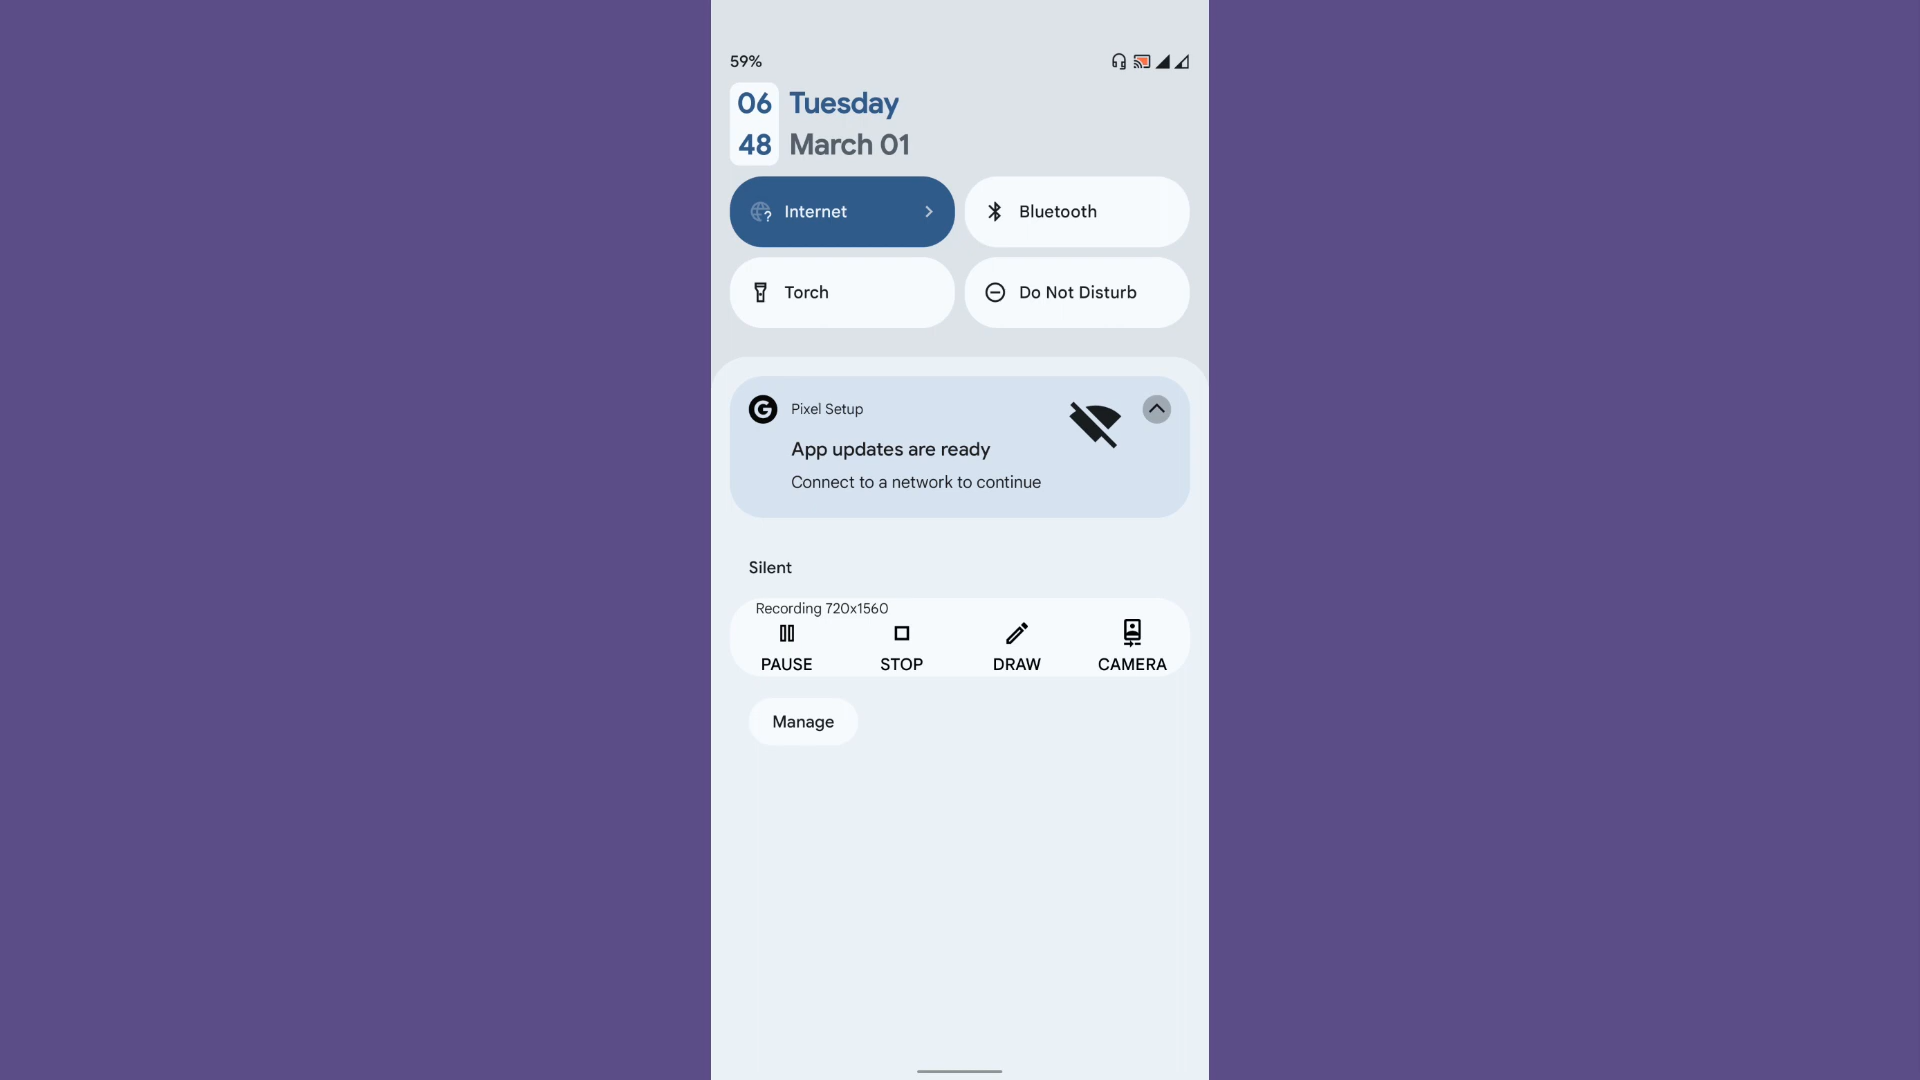 59%
06 Tuesday
48 March 01
Internet
Bluetooth
Torch
Do Not Disturb
Pixel Setup
App updates are ready
Connect to a network to continue
Silent
Recording 720x1560
PAUSE
STOP
DRAW
CAMERA
Manage